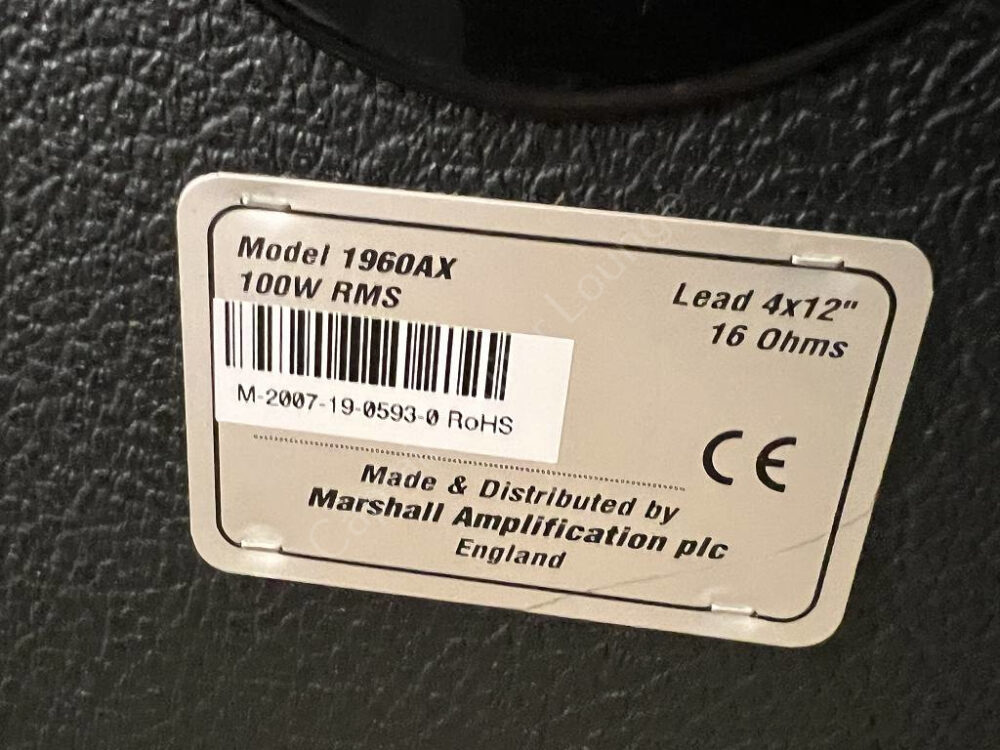 Model 1960AX
100W RMS
Lead 4x12"
16 Ohms
M-2007-19-0593-0 RoHS
CE
Made & Distributed by
Marshall Amplification plc
England